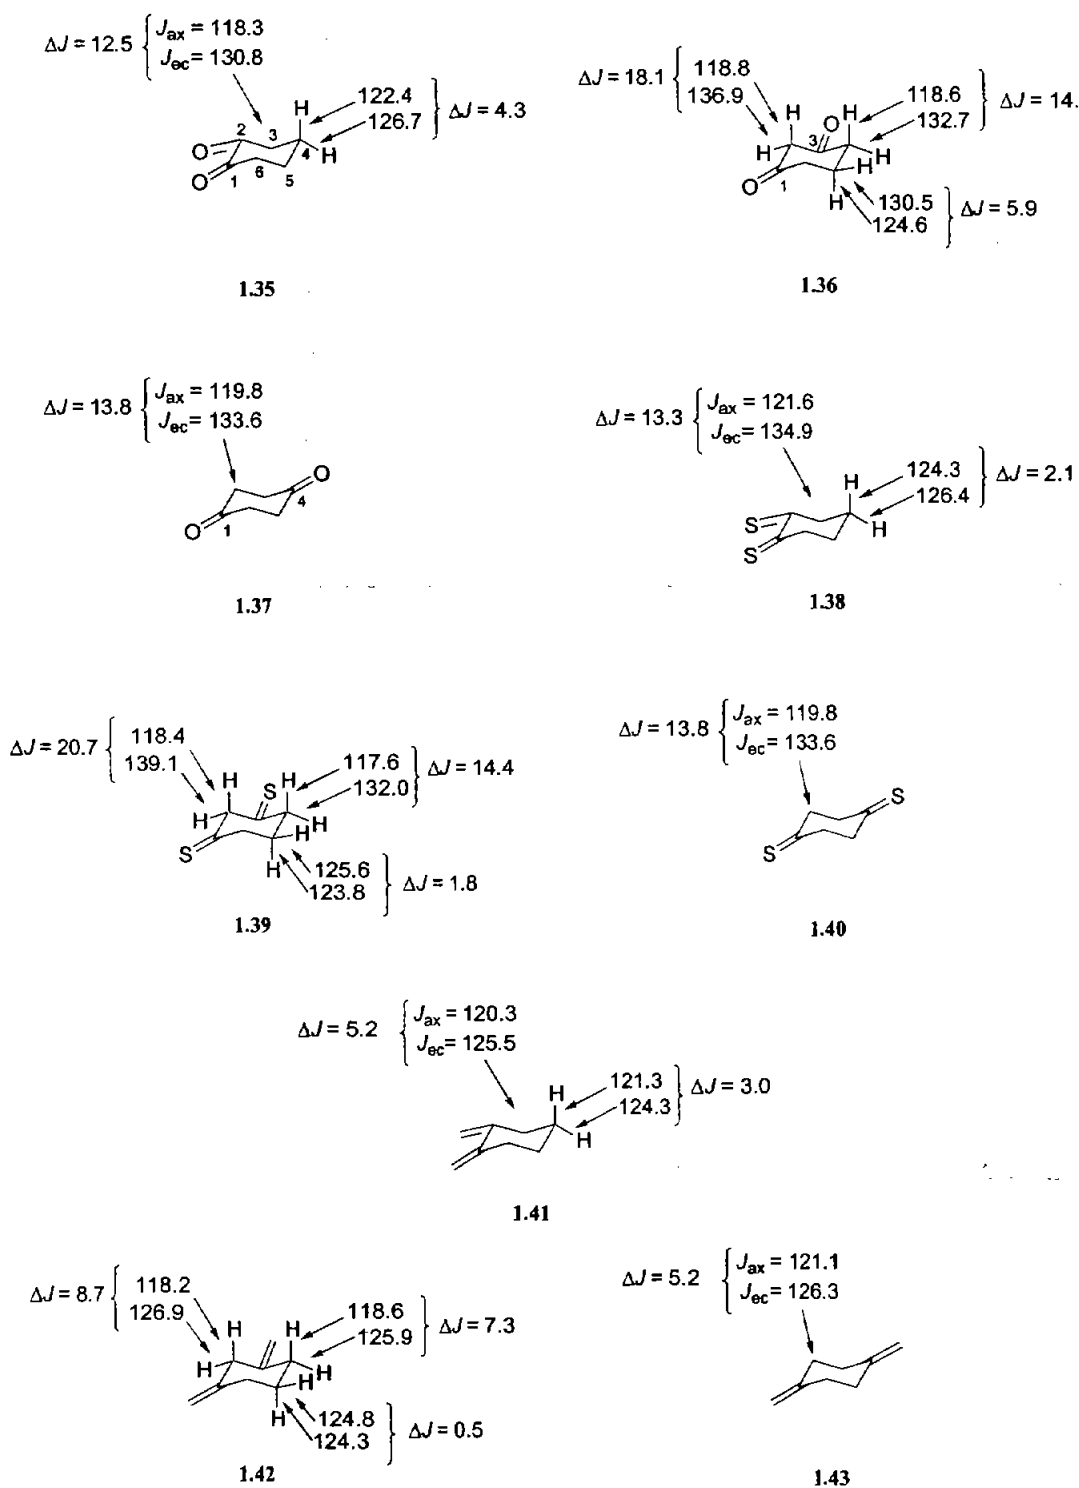 ΔJ = 12.5 { Jax = 118.3
Jec = 130.8
122.4
126.7 } ΔJ = 4.3
H
H
O
O
2
3
4
1
6
5
1.35
ΔJ = 18.1 { 118.8
136.9
118.6
132.7 } ΔJ = 14.
H
O
H
3
H
H
H
O
1
H
130.5
124.6 } ΔJ = 5.9
1.36
ΔJ = 13.8 { Jax = 119.8
Jec = 133.6
O
4
O
1
1.37
ΔJ = 13.3 { Jax = 121.6
Jec = 134.9
124.3
126.4 } ΔJ = 2.1
H
H
S
S
1.38
ΔJ = 20.7 { 118.4
139.1
117.6
132.0 } ΔJ = 14.4
H
S
H
H
H
H
S
H
125.6
123.8 } ΔJ = 1.8
1.39
ΔJ = 13.8 { Jax = 119.8
Jec = 133.6
S
S
1.40
ΔJ = 5.2 { Jax = 120.3
Jec = 125.5
121.3
124.3 } ΔJ = 3.0
H
H
1.41
ΔJ = 8.7 { 118.2
126.9
118.6
125.9 } ΔJ = 7.3
H
H
H
H
H
H
124.8
124.3 } ΔJ = 0.5
1.42
ΔJ = 5.2 { Jax = 121.1
Jec = 126.3
1.43